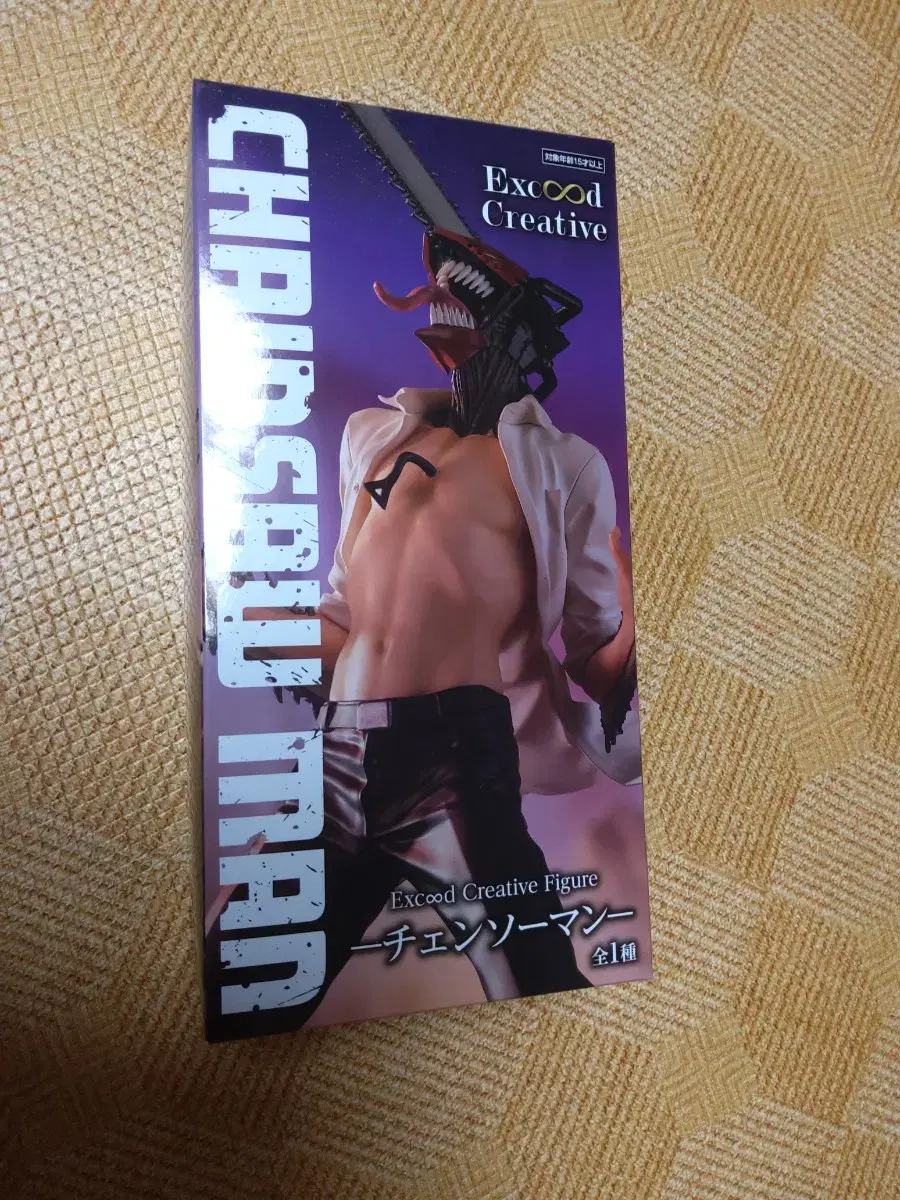 CHAINSAW MAN
対象年齢15才以上
Exc∞d
Creative
Exc∞d Creative Figure
ーチェンソーマンー
全1種